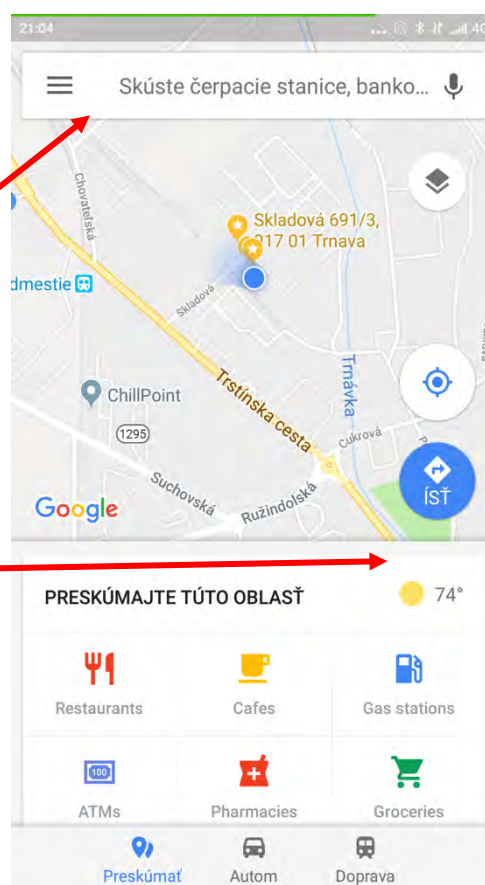 21:04
4G
Skúste čerpacie stanice, banko...
Chovateľská
Skladová 691/3,
917 01 Trnava
dmestie
Skladová
Trstínska cesta
Trnávka
ChillPoint
1295
Cukrová
Suchovská
Ružindolská
ÍSŤ
Google
PRESKÚMAJTE TÚTO OBLASŤ
74°
Restaurants
Cafes
Gas stations
100
ATMs
Pharmacies
Groceries
Preskúmať
Autom
Doprava